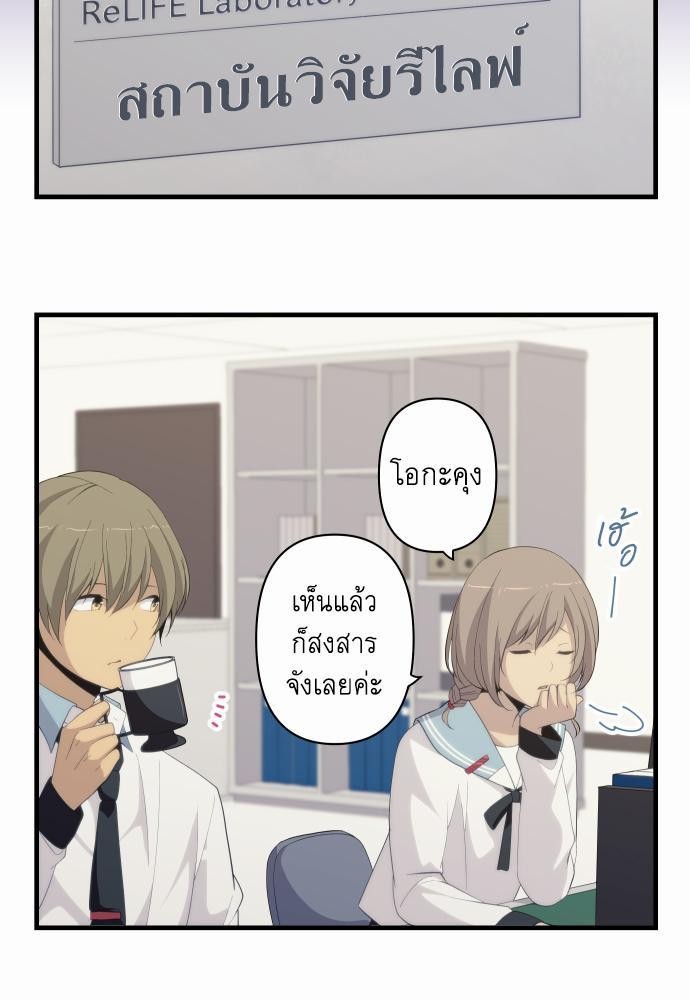 ReLIFE Laboratory
สถาบันวิจัยรีไลฟ์
โอกะคุง
เฮ้อ
เห็นแล้ว
ก็สงสาร
จังเลยค่ะ